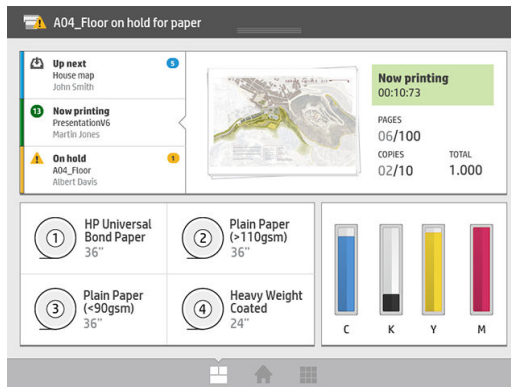 A04_Floor on hold for paper
Up next
5
House map
John Smith
13
Now printing
PresentationV6
Martin Jones
On hold
1
A04_Floor
Albert Davis
Now printing
00:10:73
PAGES
06/100
COPIES
TOTAL
02/10
1.000
1
HP Universal
Bond Paper
36"
2
Plain Paper
(>110gsm)
36"
3
Plain Paper
(<90gsm)
36"
4
Heavy Weight
Coated
24"
C
K
Y
M